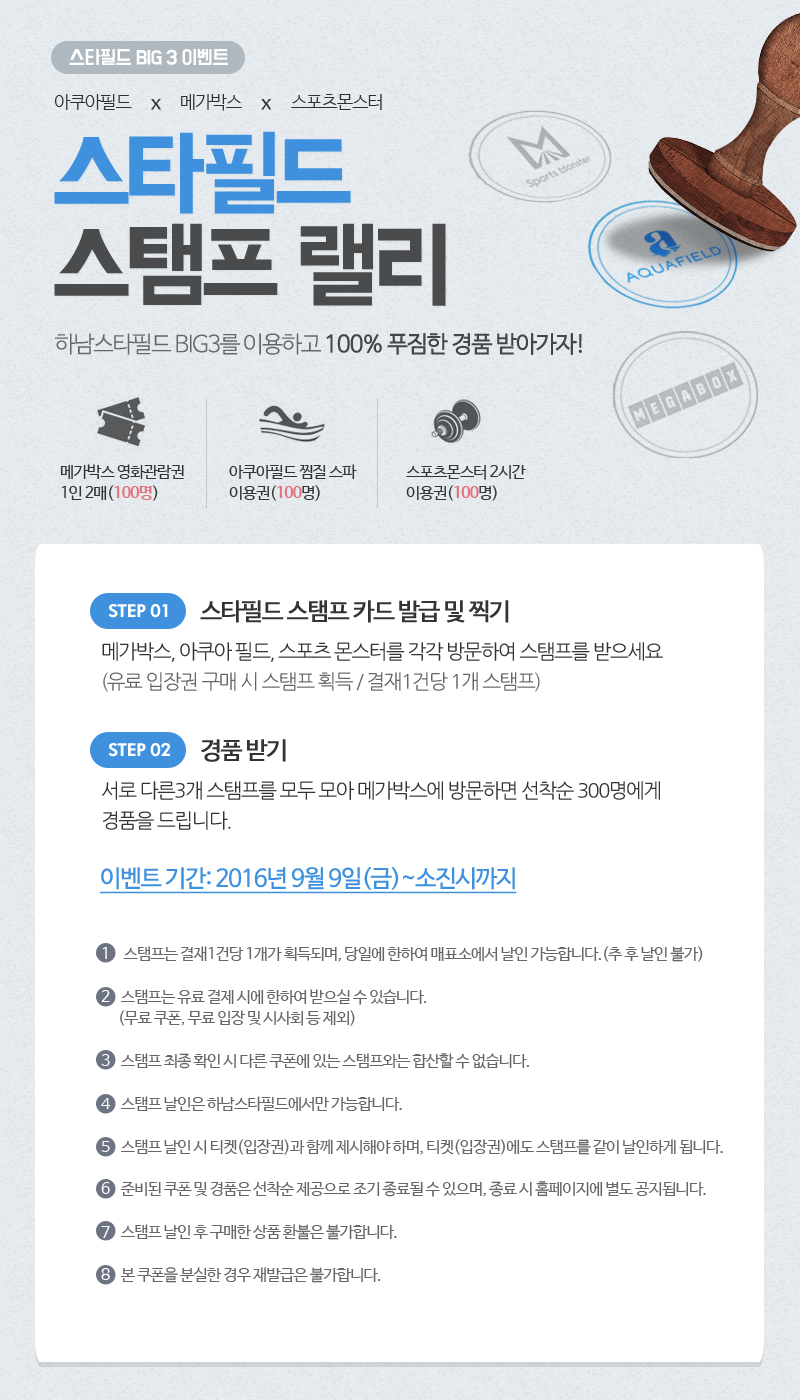 스타필드 BIG 3 이벤트
아쿠아필드 x 메가박스 x 스포츠몬스터
스타필드
스탬프 랠리
하남스타필드 BIG3를 이용하고 100% 푸짐한 경품 받아가자!
Sports Monster
a
AQUAFIELD
MEGABOX
메가박스 영화관람권
1인 2매(100명)
아쿠아필드 찜질 스파
이용권(100명)
스포츠몬스터 2시간
이용권(100명)
STEP 01 스타필드 스탬프 카드 발급 및 찍기
메가박스, 아쿠아 필드, 스포츠 몬스터를 각각 방문하여 스탬프를 받으세요
(유료 입장권 구매 시 스탬프 획득 / 결재1건당 1개 스탬프)
STEP 02 경품 받기
서로 다른3개 스탬프를 모두 모아 메가박스에 방문하면 선착순 300명에게
경품을 드립니다.
이벤트 기간: 2016년 9월 9일(금) ~ 소진시까지
1 스탬프는 결재1건당 1개가 획득되며, 당일에 한하여 매표소에서 날인 가능합니다. (추 후 날인 불가)
2 스탬프는 유료 결제 시에 한하여 받으실 수 있습니다.
(무료 쿠폰, 무료 입장 및 시사회 등 제외)
3 스탬프 최종 확인 시 다른 쿠폰에 있는 스탬프와는 합산할 수 없습니다.
4 스탬프 날인은 하남스타필드에서만 가능합니다.
5 스탬프 날인 시 티켓(입장권)과 함께 제시해야 하며, 티켓(입장권)에도 스탬프를 같이 날인하게 됩니다.
6 준비된 쿠폰 및 경품은 선착순 제공으로 조기 종료될 수 있으며, 종료 시 홈페이지에 별도 공지됩니다.
7 스탬프 날인 후 구매한 상품 환불은 불가합니다.
8 본 쿠폰을 분실한 경우 재발급은 불가합니다.